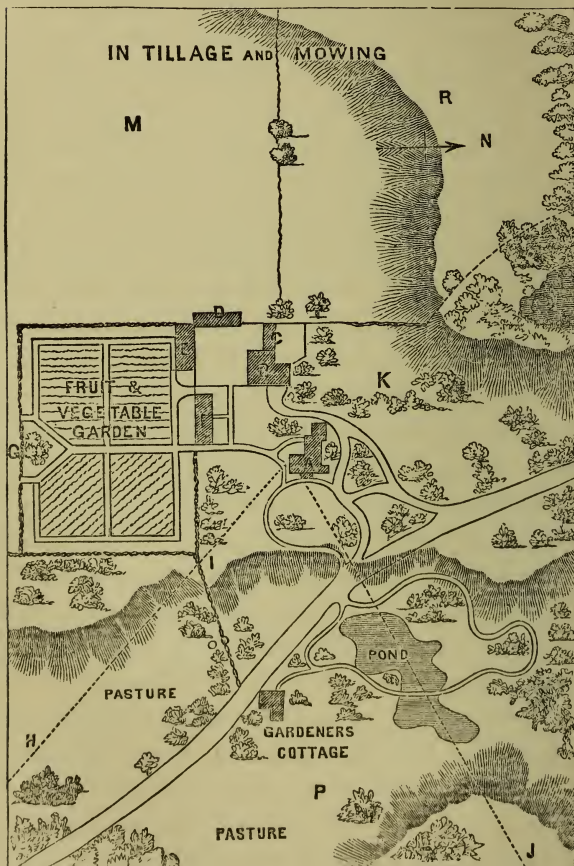 IN TILLAGE AND MOWING
M
R
N
D
C
K
FRUIT &
VEGETABLE
GARDEN
A
I
O
POND
PASTURE
H
GARDENERS
COTTAGE
P
PASTURE
J